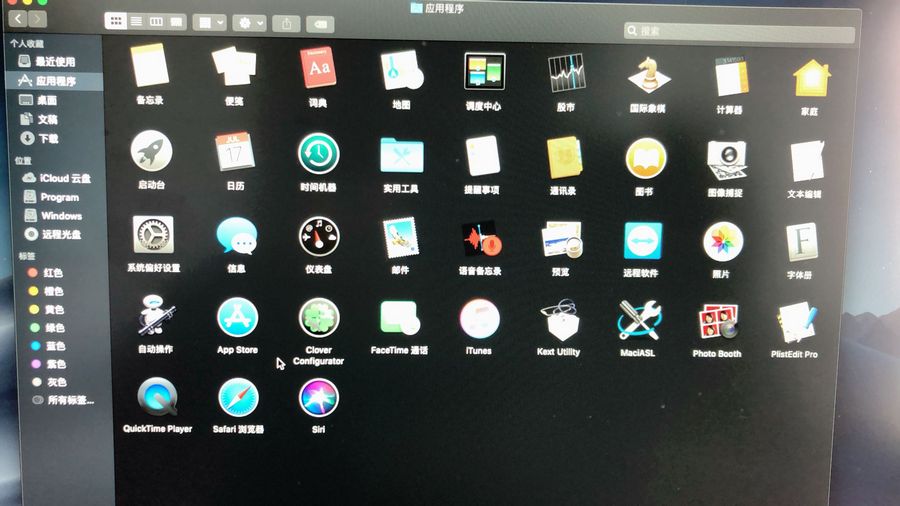 应用程序
搜索
个人收藏
最近使用
应用程序
桌面
文稿
下载
位置
iCloud 云盘
Program
Windows
远程光盘
标签
红色
橙色
黄色
绿色
蓝色
紫色
灰色
所有标签...
备忘录
便笺
Dictionary
Aa
词典
地图
调度中心
股市
国际象棋
计算器
家庭
启动台
JUL
17
日历
时间机器
实用工具
提醒事项
通讯录
图书
图像捕捉
文本编辑
系统偏好设置
信息
仪表盘
邮件
语音备忘录
预览
远程软件
照片
F
字体册
自动操作
App Store
Clover
Configurator
FaceTime 通话
iTunes
Kext Utility
MaciASL
Photo Booth
PlistEdit Pro
QuickTime Player
Safari 浏览器
Siri